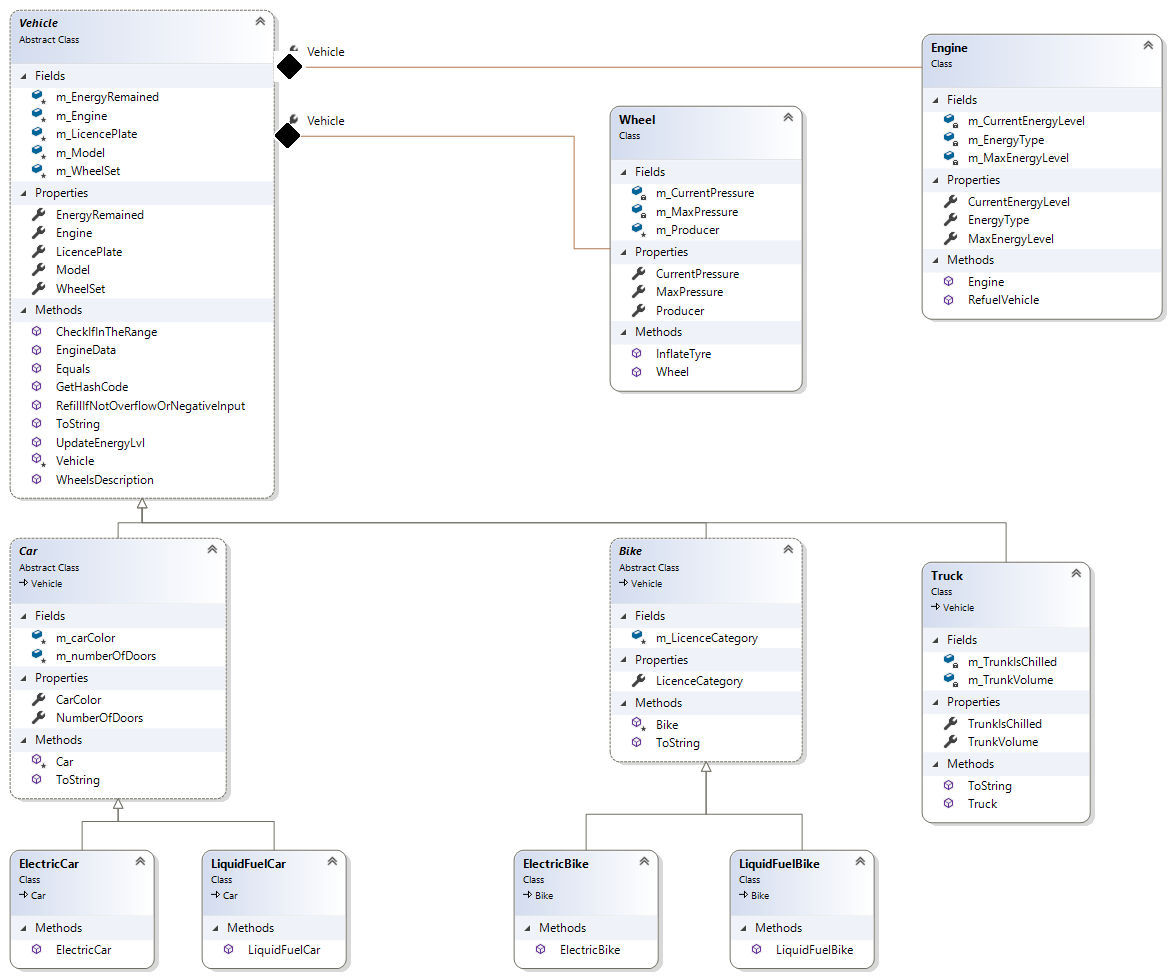 Vehicle
Abstract Class
Fields
m_EnergyRemained
m_Engine
m_LicencePlate
m_Model
m_WheelSet
Properties
EnergyRemained
Engine
LicencePlate
Model
WheelSet
Methods
CheckIfInTheRange
EngineData
Equals
GetHashCode
RefillIfNotOverflowOrNegativeInput
ToString
UpdateEnergyLvl
Vehicle
WheelsDescription
Vehicle
Vehicle
Wheel
Class
Fields
m_CurrentPressure
m_MaxPressure
m_Producer
Properties
CurrentPressure
MaxPressure
Producer
Methods
InflateTyre
Wheel
Engine
Class
Fields
m_CurrentEnergyLevel
m_EnergyType
m_MaxEnergyLevel
Properties
CurrentEnergyLevel
EnergyType
MaxEnergyLevel
Methods
Engine
RefuelVehicle
Car
Abstract Class
Vehicle
Fields
m_carColor
m_numberOfDoors
Properties
CarColor
NumberOfDoors
Methods
Car
ToString
Bike
Abstract Class
Vehicle
Fields
m_LicenceCategory
Properties
LicenceCategory
Methods
Bike
ToString
Truck
Class
Vehicle
Fields
m_TrunkIsChilled
m_TrunkVolume
Properties
TrunkIsChilled
TrunkVolume
Methods
ToString
Truck
ElectricCar
Class
Car
Methods
ElectricCar
LiquidFuelCar
Class
Car
Methods
LiquidFuelCar
ElectricBike
Class
Bike
Methods
ElectricBike
LiquidFuelBike
Class
Bike
Methods
LiquidFuelBike